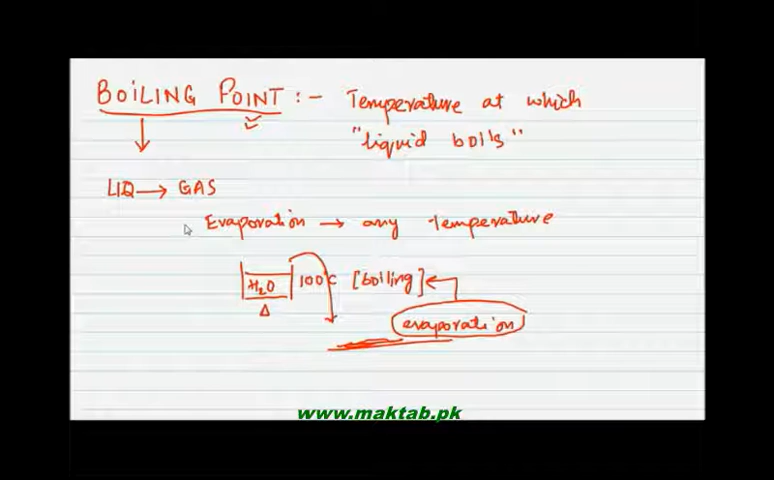 BOILING POINT :- Temperature at which
"liquid boils"
LIQ → GAS
Evaporation → any Temperature
H₂O 100°C [boiling]
Δ
evaporation
www.maktab.pk